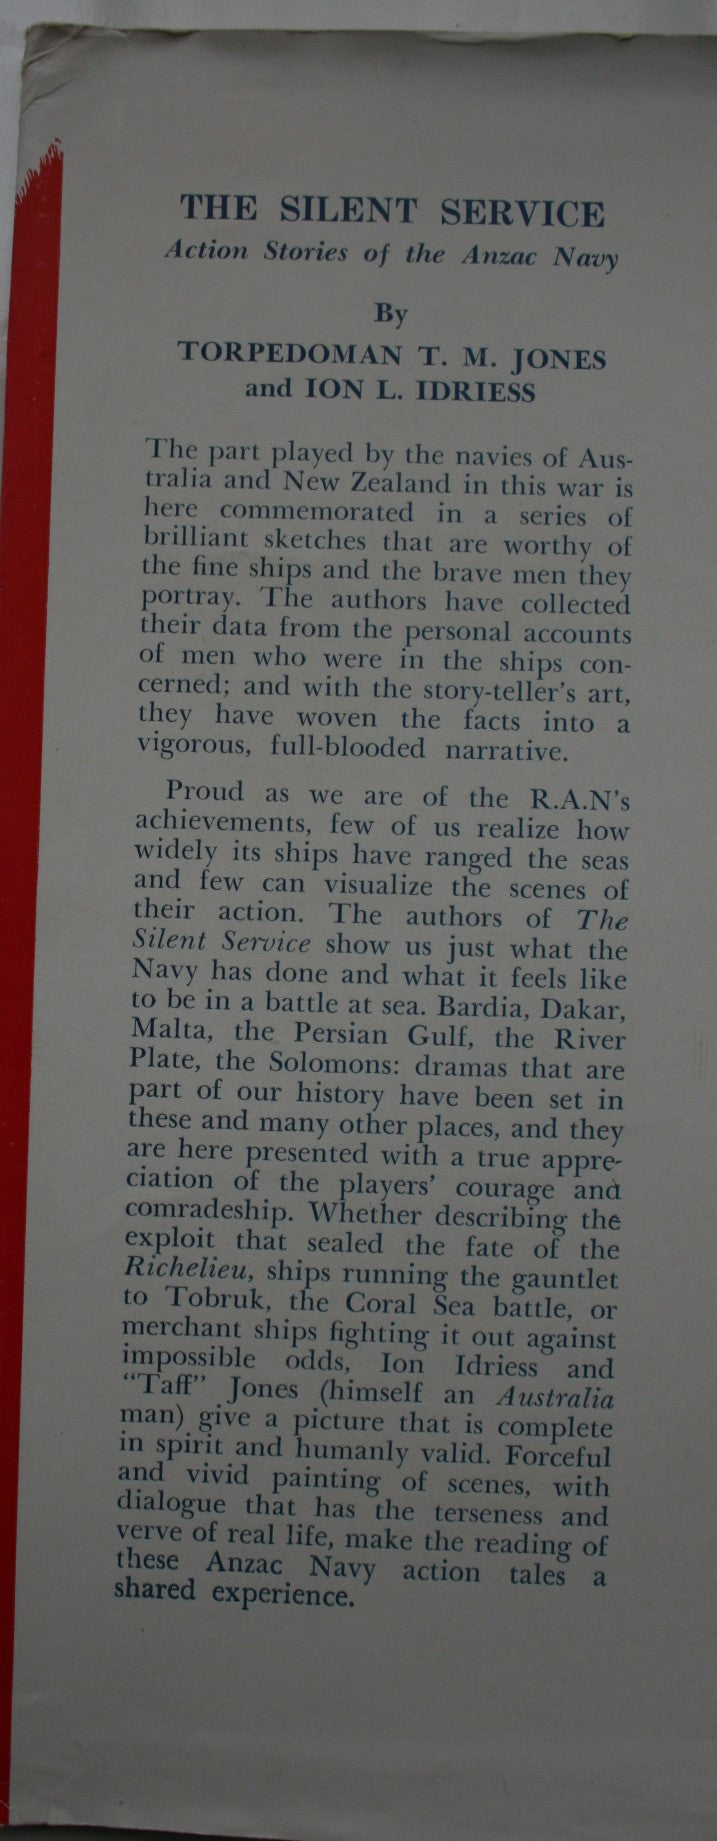 THE SILENT SERVICE
Action Stories of the Anzac Navy
By
TORPEDOMAN T. M. JONES
and ION L. IDRIESS
The part played by the navies of Aus-
tralia and New Zealand in this war is
here commemorated in a series of
brilliant sketches that are worthy of
the fine ships and the brave men they
portray. The authors have collected
their data from the personal accounts
of men who were in the ships con-
cerned; and with the story-teller's art,
they have woven the facts into a
vigorous, full-blooded narrative.
Proud as we are of the R.A.N's
achievements, few of us realize how
widely its ships have ranged the seas
and few can visualize the scenes of
their action. The authors of The
Silent Service show us just what the
Navy has done and what it feels like
to be in a battle at sea. Bardia, Dakar,
Malta, the Persian Gulf, the River
Plate, the Solomons: dramas that are
part of our history have been set in
these and many other places, and they
are here presented with a true appre-
ciation of the players' courage and
comradeship. Whether describing the
exploit that sealed the fate of the
Richelieu, ships running the gauntlet
to Tobruk, the Coral Sea battle, or
merchant ships fighting it out against
impossible odds, Ion Idriess and
"Taff" Jones (himself an Australia
man) give a picture that is complete
in spirit and humanly valid. Forceful
and vivid painting of scenes, with
dialogue that has the terseness and
verve of real life, make the reading of
these Anzac Navy action tales a
shared experience.